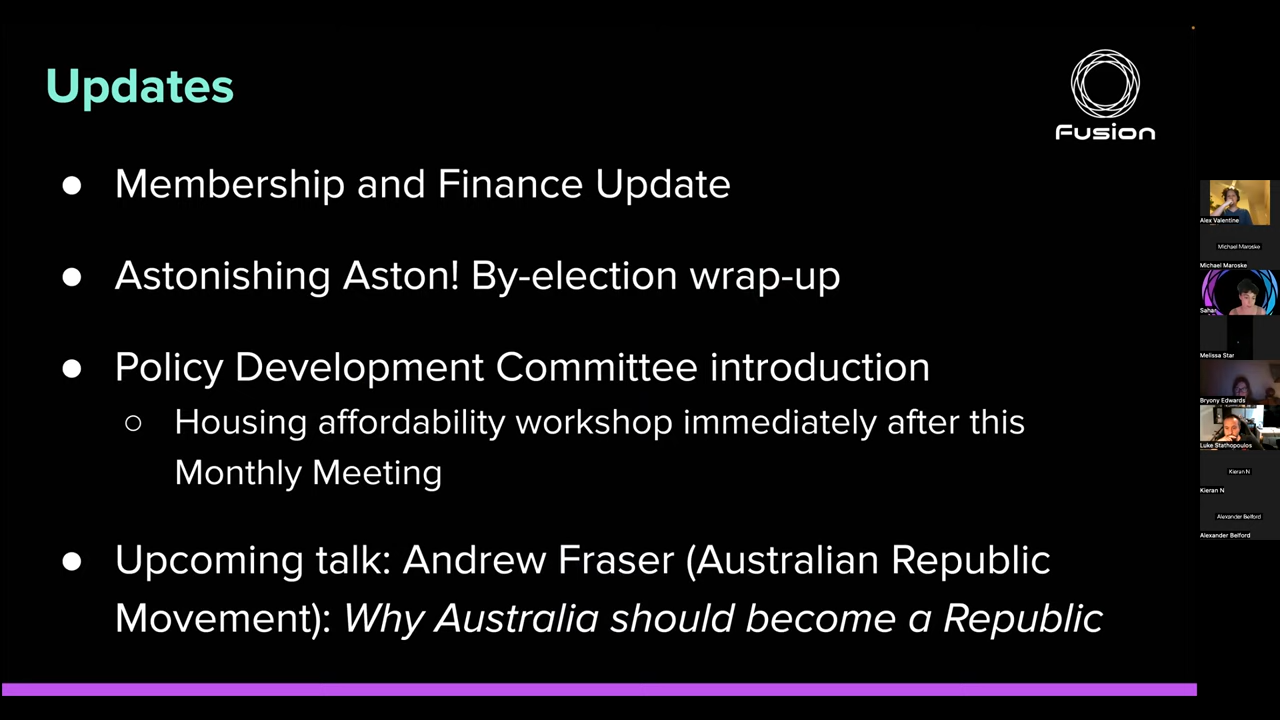 Updates
Fusion
● Membership and Finance Update
● Astonishing Aston! By-election wrap-up
● Policy Development Committee introduction
○ Housing affordability workshop immediately after this
Monthly Meeting
● Upcoming talk: Andrew Fraser (Australian Republic
Movement): Why Australia should become a Republic
Alex Valentine
Michael Maroske
Michael Maroske
Sahar
Melissa Star
Bryony Edwards
Luke Stathopoulos
Kieran N
Kieran N
Alexander Belford
Alexander Belford